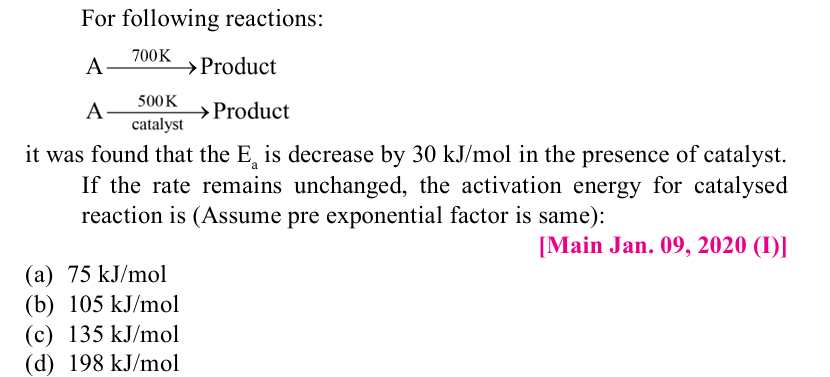 For following reactions:
A 700K → Product
A 500K catalyst → Product
it was found that the Eₐ is decrease by 30 kJ/mol in the presence of catalyst.
If the rate remains unchanged, the activation energy for catalysed
reaction is (Assume pre exponential factor is same):
[Main Jan. 09, 2020 (I)]
(a) 75 kJ/mol
(b) 105 kJ/mol
(c) 135 kJ/mol
(d) 198 kJ/mol